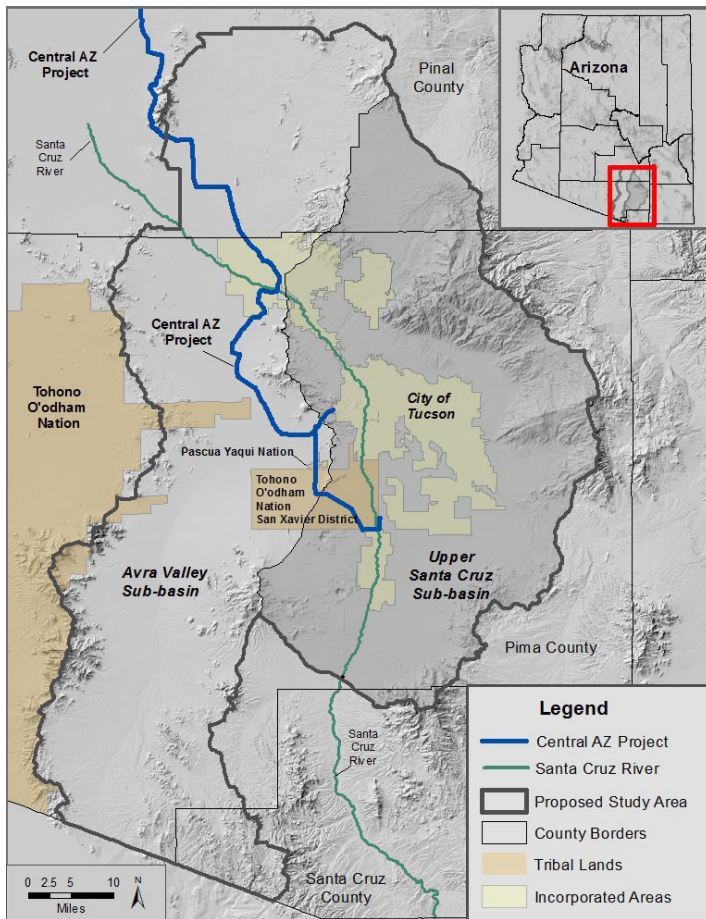 Central AZ
Project
Pinal
County
Arizona
Santa
Cruz
River
Central AZ
Project
Tohono
O'odham
Nation
City of
Tucson
Pascua Yaqui Nation
Tohono
O'odham
Nation
San Xavier District
Avra Valley
Sub-basin
Upper
Santa Cruz
Sub-basin
Pima County
Santa
Cruz
River
Santa Cruz
County
Legend
Central AZ Project
Santa Cruz River
Proposed Study Area
County Borders
Tribal Lands
Incorporated Areas
0 2.5 5 10
Miles
N